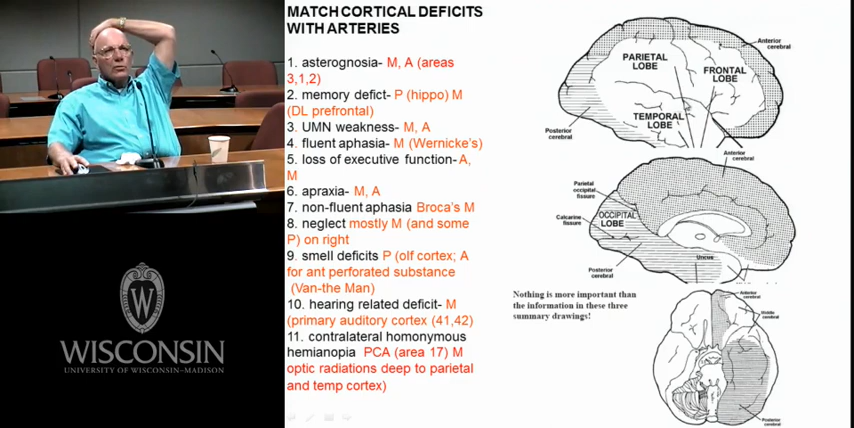 MATCH CORTICAL DEFICITS
WITH ARTERIES
1. asterognosia- M, A (areas
3,1,2)
2. memory defict- P (hippo) M
(DL prefrontal)
3. UMN weakness- M, A
4. fluent aphasia- M (Wernicke's)
5. loss of executive function-A,
M
6. apraxia- M, A
7. non-fluent aphasia Broca's M
8. neglect mostly M (and some
P) on right
9. smell deficits P (olf cortex; A
for ant perforated substance
(Van-the Man)
10. hearing related deficit- M
(primary auditory cortex (41,42)
11. contralateral homonymous
hemianopia PCA (area 17) M
optic radiations deep to parietal
and temp cortex)
Anterior
cerebral
PARIETAL
LOBE
FRONTAL
LOBE
TEMPORAL
LOBE
Posterior
cerebral
Anterior
cerebral
Parietal
occipital
fissure
Calcarine
fissure
OCCIPITAL
LOBE
Uncus
Posterior
cerebral
Nothing is more important than
the information in these three
summary drawings!
Anterior
cerebral
Middle
cerebral
Posterior
cerebral
W
WISCONSIN
UNIVERSITY OF WISCONSIN–MADISON